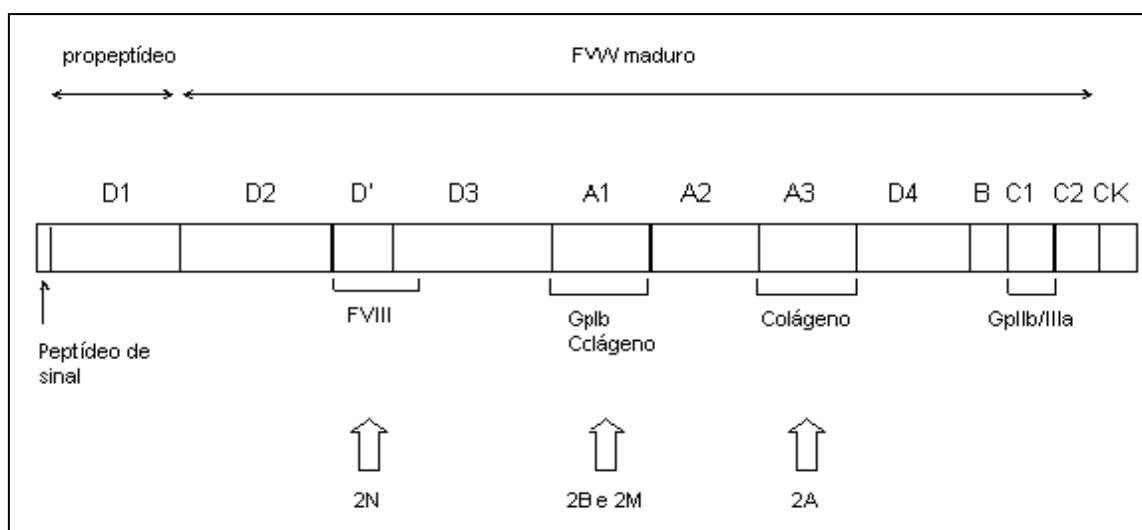 propeptídeo FVW maduro
D1 D2 D' D3 A1 A2 A3 D4 B C1 C2 CK
FVIII GpIb Colágeno GpIIb/IIIa
Cclágeno
Peptídeo de
sinal
2N 2B e 2M 2A